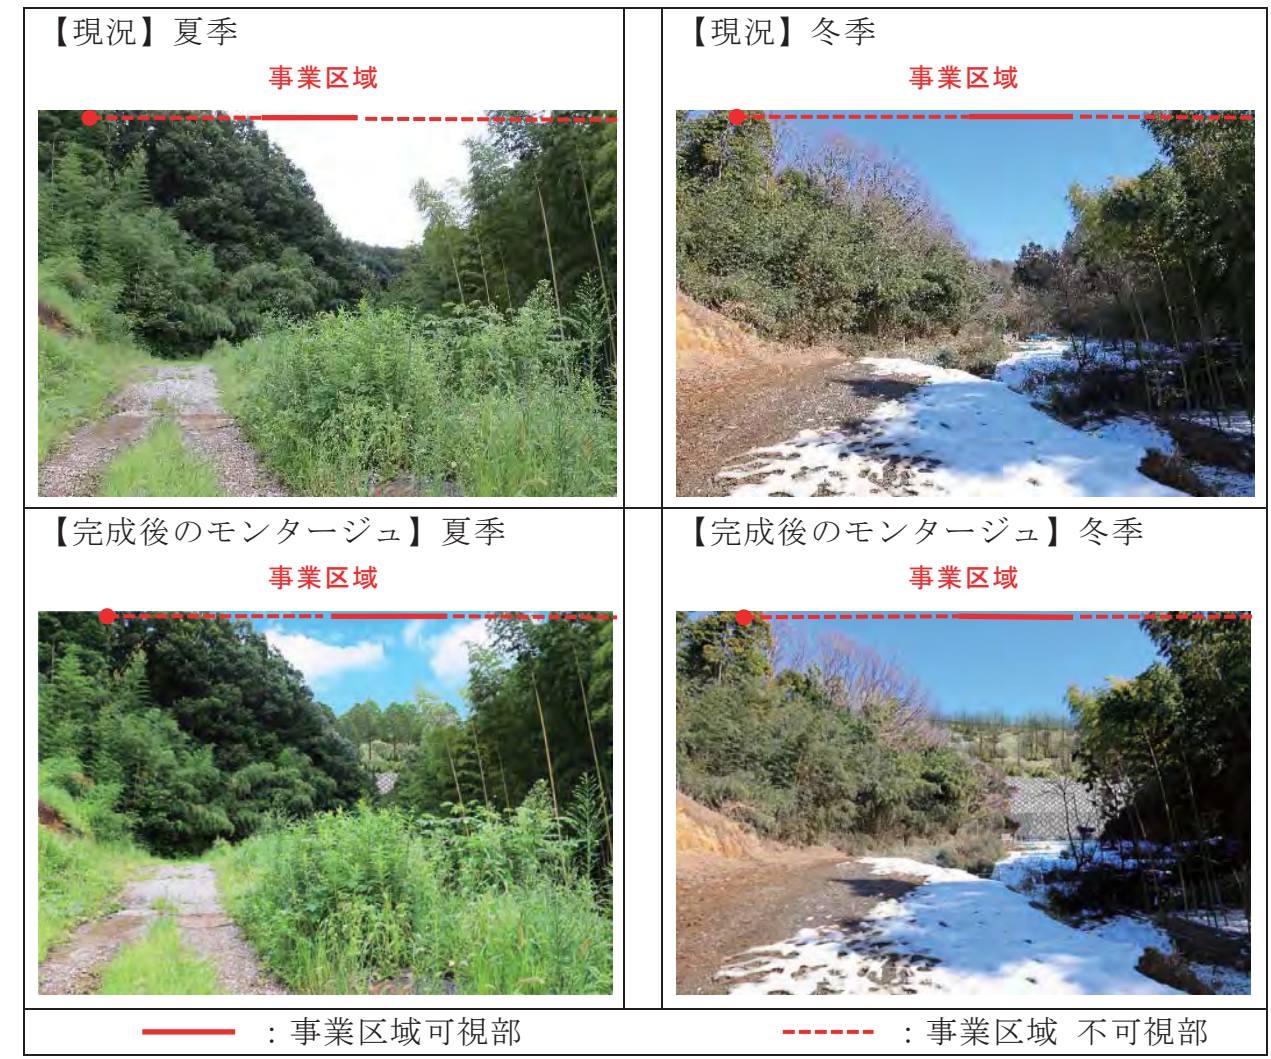 【現況】夏季
事業区域
【現況】冬季
事業区域
【完成後のモンタージュ】夏季
事業区域
【完成後のモンタージュ】冬季
事業区域
：事業区域可視部
：事業区域 不可視部